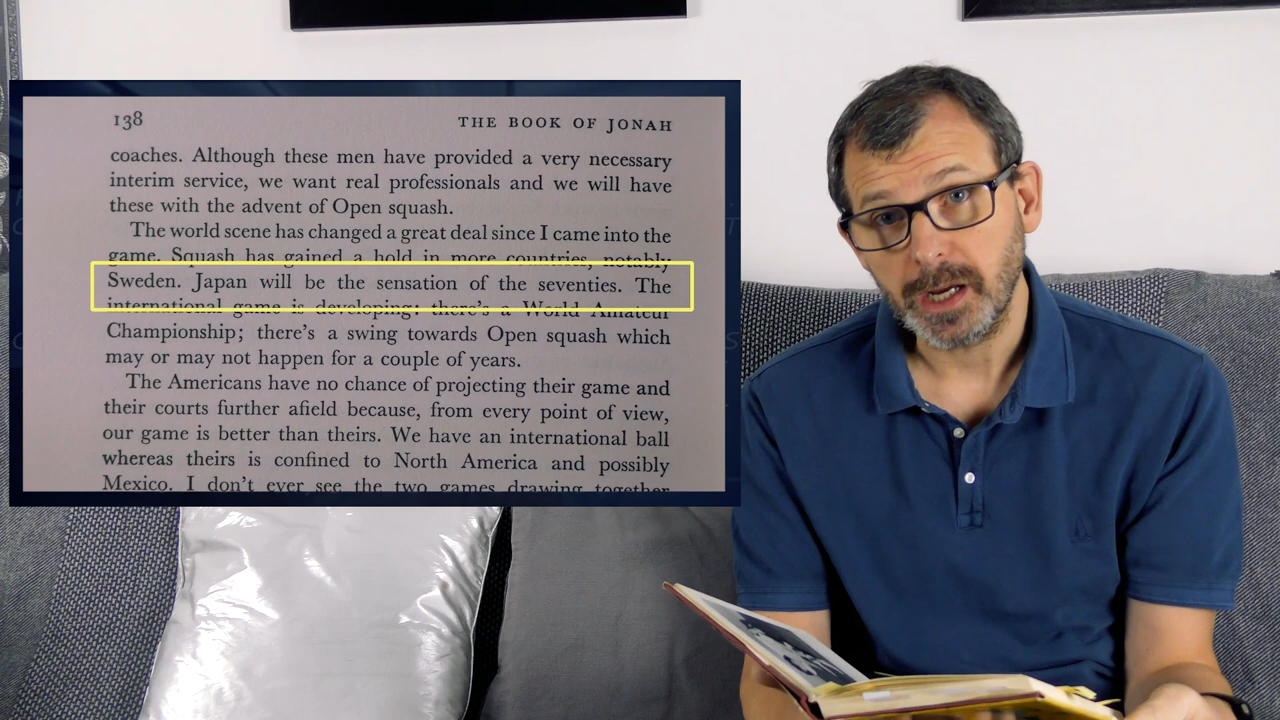 138 THE BOOK OF JONAH
coaches. Although these men have provided a very necessary
interim service, we want real professionals and we will have
these with the advent of Open squash.
The world scene has changed a great deal since I came into the
game. Squash has gained a hold in more countries, notably
Sweden. Japan will be the sensation of the seventies. The
international game is developing: there's a World Amateur
Championship; there's a swing towards Open squash which
may or may not happen for a couple of years.
The Americans have no chance of projecting their game and
their courts further afield because, from every point of view,
our game is better than theirs. We have an international ball
whereas theirs is confined to North America and possibly
Mexico. I don't ever see the two games drawing together